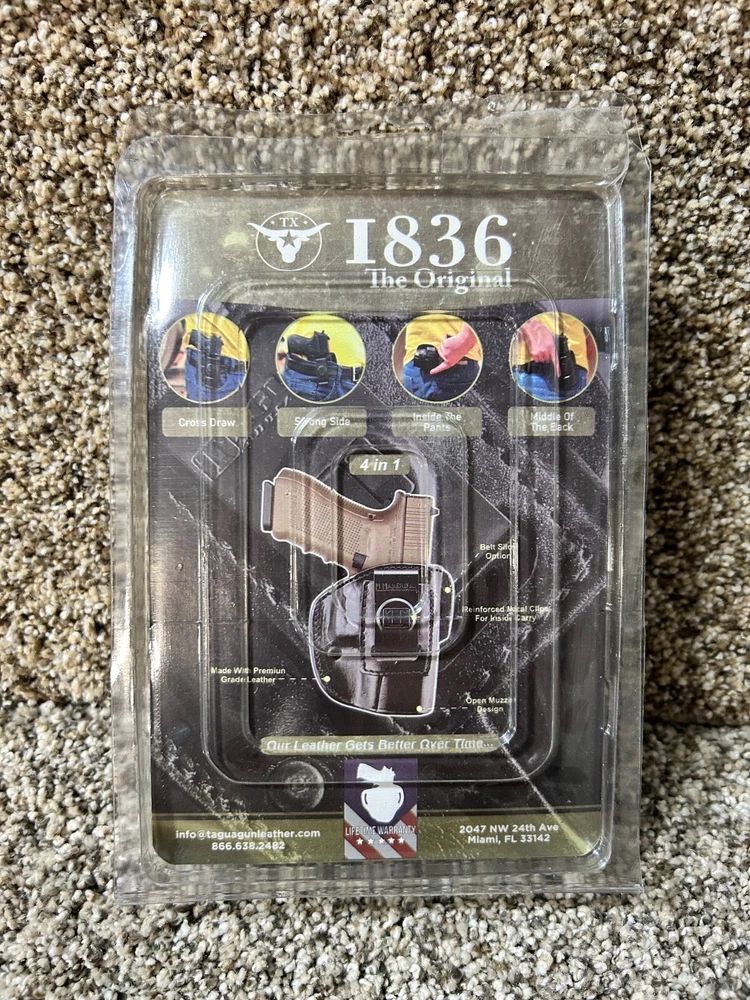 TX
1836
The Original
Cross Draw
Strong Side
Inside The
Pants
Middle Of
The Back
4 in 1
Belt Slot
Option
Reinforced Metal Clips
For Inside Carry
Made With Premiun
Grade Leather
Open Muzzle
Design
Our Leather Gets Better Over Time...
LIFETIME WARRANTY
info@taguagunleather.com
866.638.2482
2047 NW 24th Ave
Miami, FL 33142